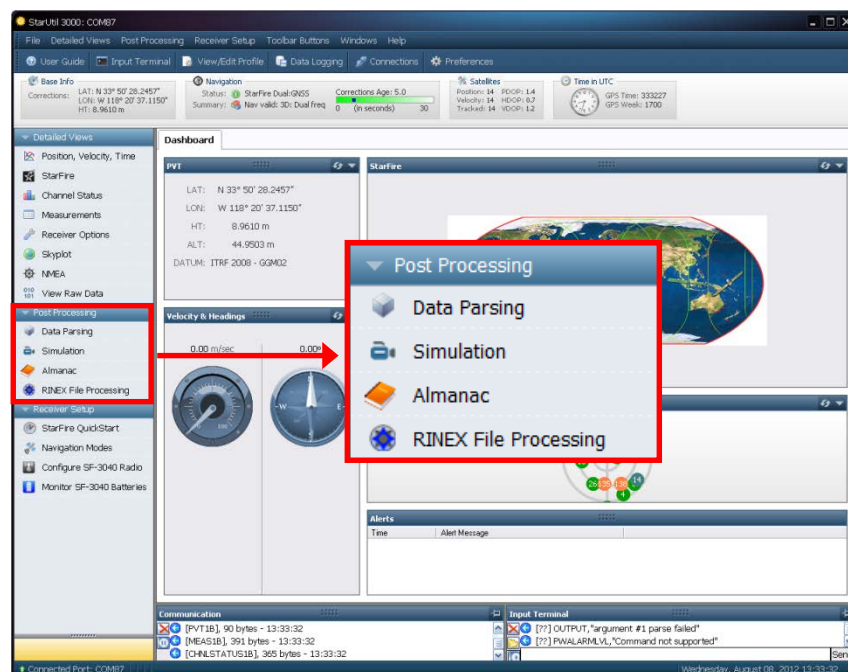 StarUtil 3000: COM87
File Detailed Views Post Processing Receiver Setup Toolbar Buttons Windows Help
User Guide Input Terminal View/Edit Profile Data Logging Connections Preferences
Base Info
Corrections: LAT: N 33° 50' 28.2457"
LON: W 118° 20' 37.1150"
HT: 8.9610 m
Navigation
Status: StarFire Dual:GNSS
Summary: Nav valid: 3D: Dual freq
Corrections Age: 5.0
0 (in seconds) 30
Satellites
Position: 14 PDOP: 1.4
Velocity: 14 HDOP: 0.7
Tracked: 14 VDOP: 1.2
Time in UTC
GPS Time: 333227
GPS Week: 1700
Detailed Views
Position, Velocity, Time
StarFire
Channel Status
Measurements
Receiver Options
Skyplot
NMEA
View Raw Data
Post Processing
Data Parsing
Simulation
Almanac
RINEX File Processing
Receiver Setup
StarFire QuickStart
Navigation Modes
Configure SF-3040 Radio
Monitor SF-3040 Batteries
Dashboard
PVT
LAT: N 33° 50' 28.2457"
LON: W 118° 20' 37.1150"
HT: 8.9610 m
ALT: 44.9503 m
DATUM: ITRF 2008 - GGM02
StarFire
Velocity & Headings
0.00 m/sec 0.00°
W E
Post Processing
Data Parsing
Simulation
Almanac
RINEX File Processing
26 135 138 14
4
Alerts
Time Alert Message
Communication
[PVT1B], 90 bytes - 13:33:32
[MEAS1B], 391 bytes - 13:33:32
[CHNLSTATUS1B], 365 bytes - 13:33:32
Input Terminal
[??] OUTPUT,"argument #1 parse failed"
[??] PWALARMLVL,"Command not supported"
Sen
Connected Port: COM87
Wednesday, August 08, 2012 13:33:32